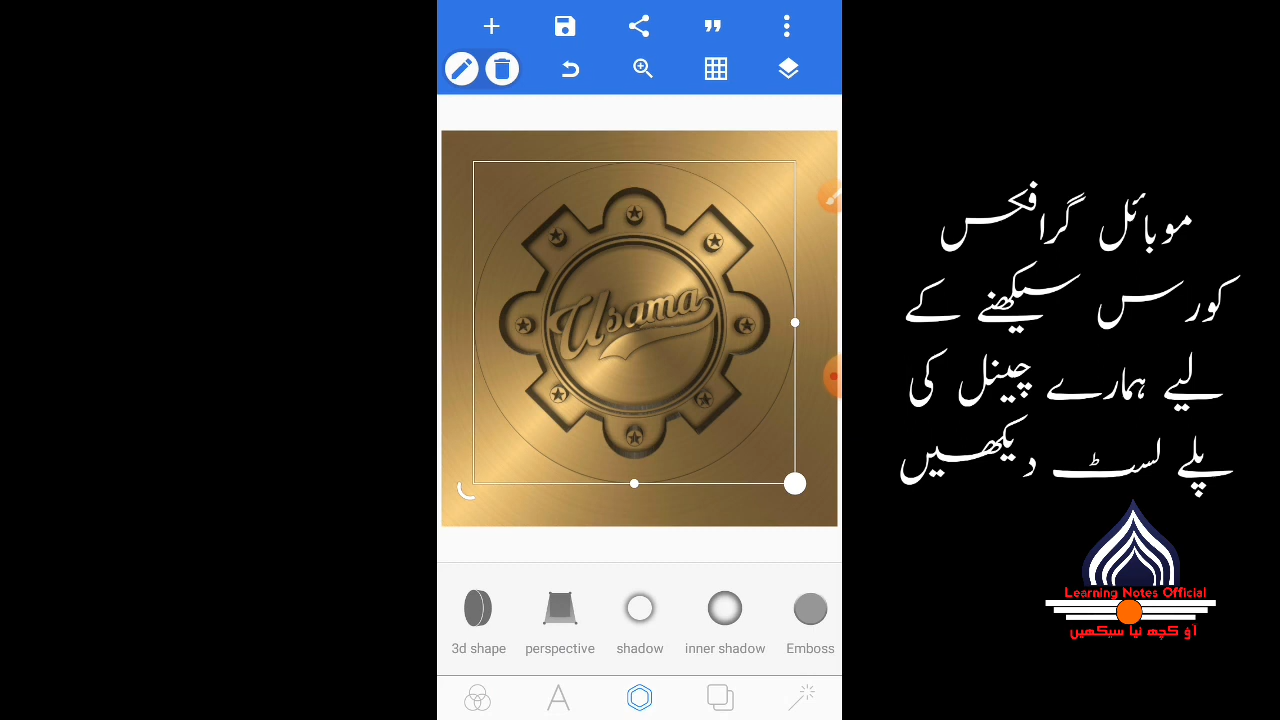 Usama
موبائل گرافکس
کورس سیکھنے کے
لیے ہمارے چینل کی
پلے لسٹ دیکھیں
Learning Notes Official
آؤ کچھ نیا سیکھیں
3d shape
perspective
shadow
inner shadow
Emboss